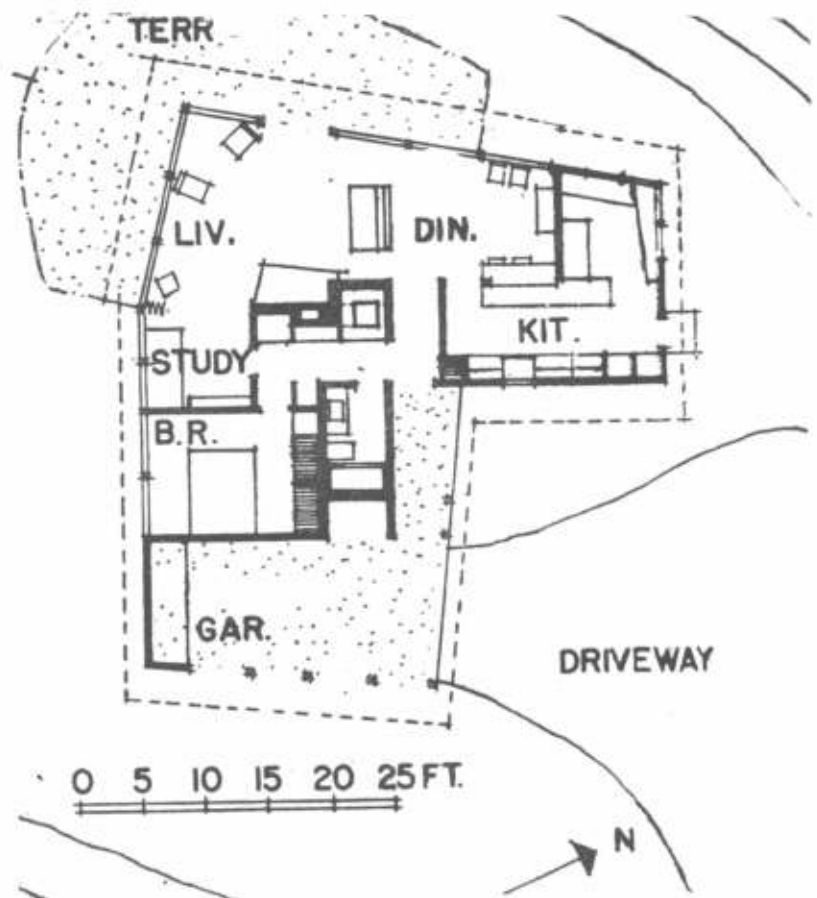 TERR
LIV.
DIN.
KIT.
STUDY
B.R.
GAR.
DRIVEWAY
0 5 10 15 20 25 FT.
N